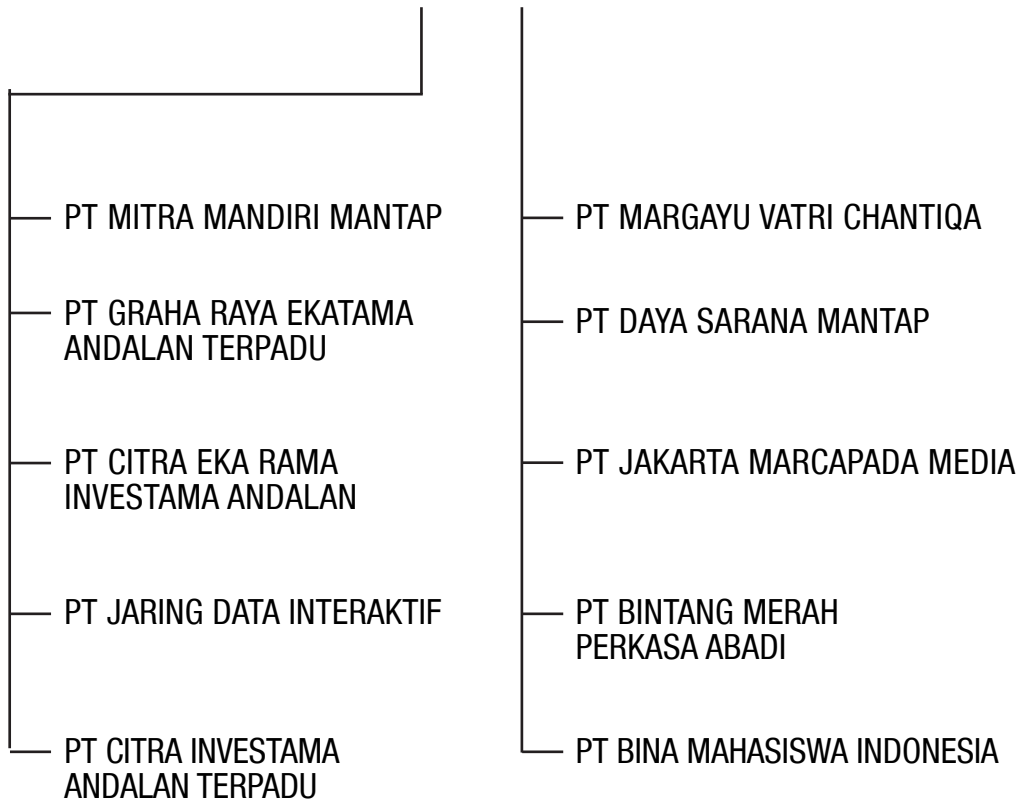 PT MITRA MANDIRI MANTAP
PT GRAHA RAYA EKATAMA
ANDALAN TERPADU
PT CITRA EKA RAMA
INVESTAMA ANDALAN
PT JARING DATA INTERAKTIF
PT CITRA INVESTAMA
ANDALAN TERPADU
PT MARGAYU VATRI CHANTIQA
PT DAYA SARANA MANTAP
PT JAKARTA MARCAPADA MEDIA
PT BINTANG MERAH
PERKASA ABADI
PT BINA MAHASISWA INDONESIA